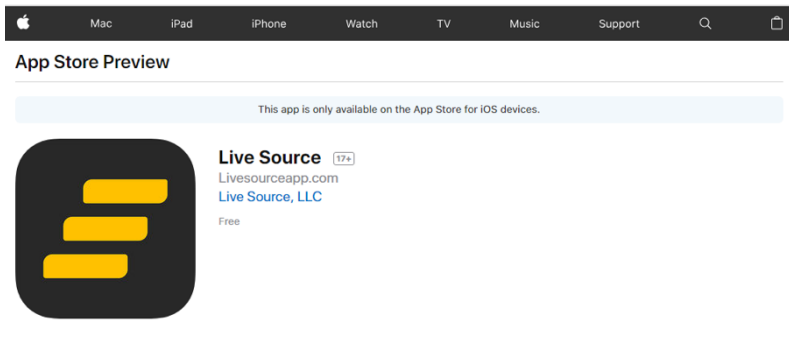 Mac iPad iPhone Watch TV Music Support
App Store Preview
This app is only available on the App Store for iOS devices.
Live Source 17+
Livesourceapp.com
Live Source, LLC
Free